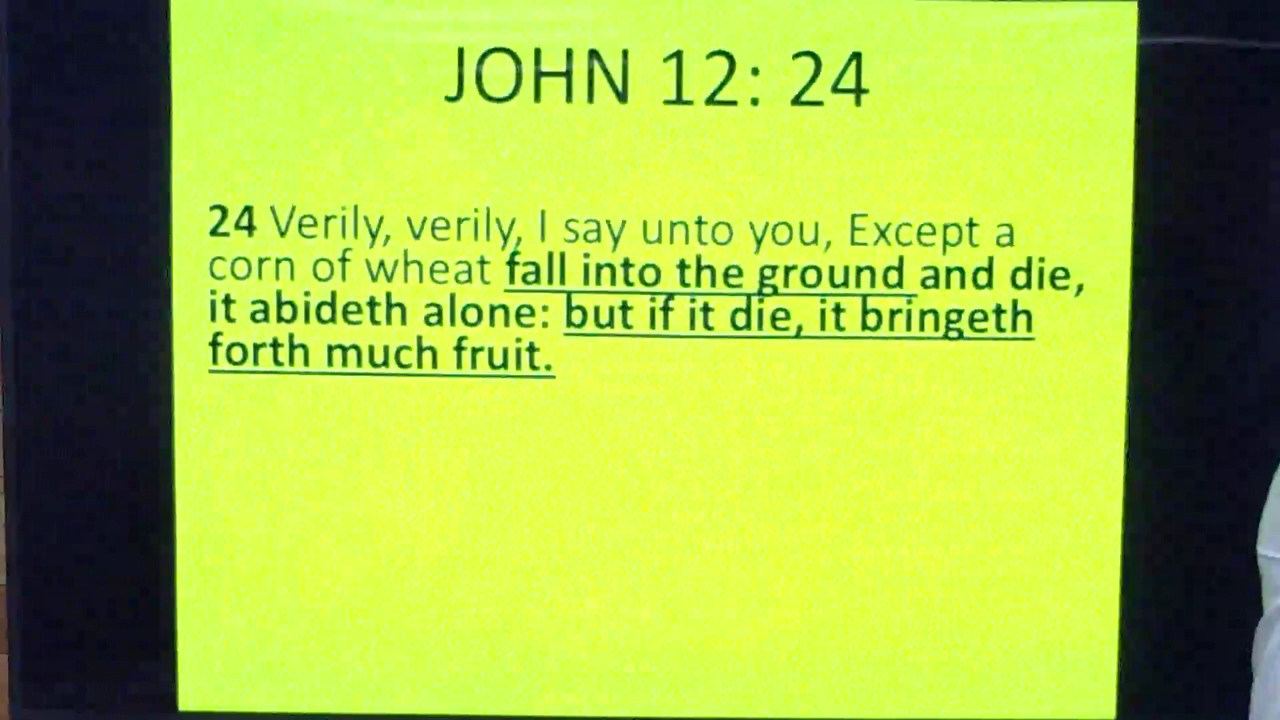 JOHN 12: 24
24 Verily, verily, I say unto you, Except a
corn of wheat fall into the ground and die,
it abideth alone: but if it die, it bringeth
forth much fruit.